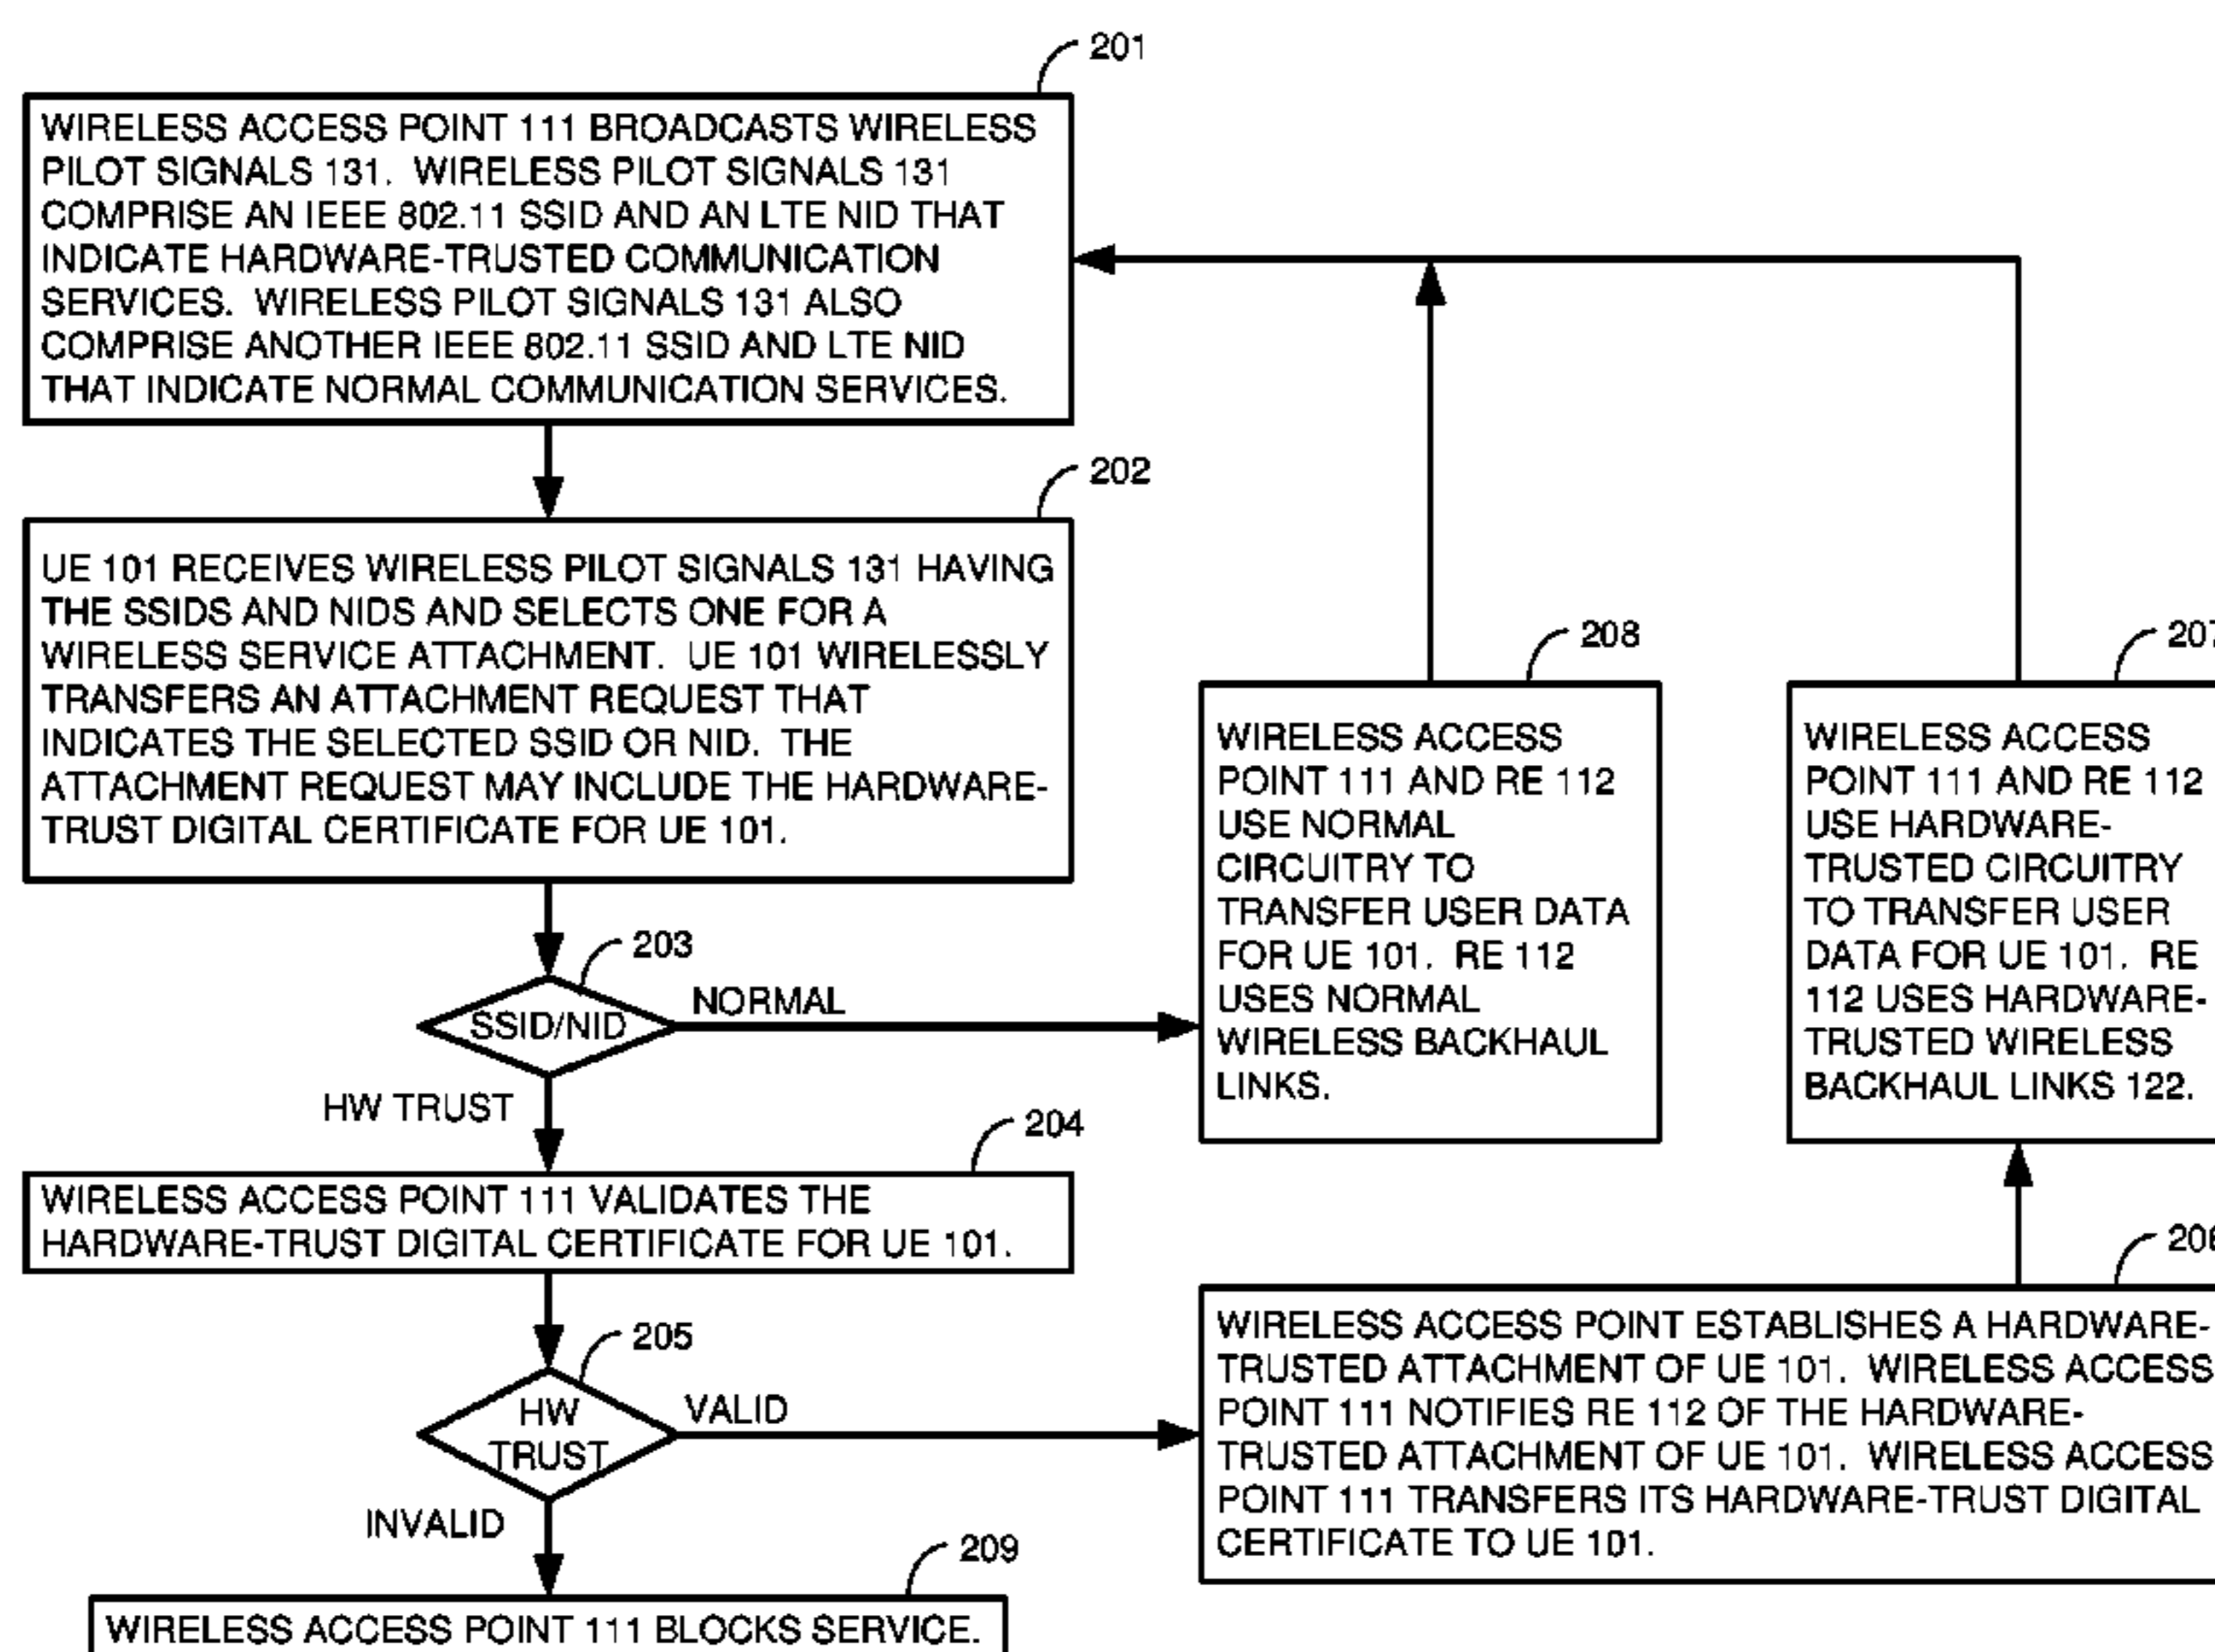 201
WIRELESS ACCESS POINT 111 BROADCASTS WIRELESS
PILOT SIGNALS 131. WIRELESS PILOT SIGNALS 131
COMPRISE AN IEEE 802.11 SSID AND AN LTE NID THAT
INDICATE HARDWARE-TRUSTED COMMUNICATION
SERVICES. WIRELESS PILOT SIGNALS 131 ALSO
COMPRISE ANOTHER IEEE 802.11 SSID AND LTE NID
THAT INDICATE NORMAL COMMUNICATION SERVICES.
202
UE 101 RECEIVES WIRELESS PILOT SIGNALS 131 HAVING
THE SSIDS AND NIDS AND SELECTS ONE FOR A
WIRELESS SERVICE ATTACHMENT. UE 101 WIRELESSLY
TRANSFERS AN ATTACHMENT REQUEST THAT
INDICATES THE SELECTED SSID OR NID. THE
ATTACHMENT REQUEST MAY INCLUDE THE HARDWARE-
TRUST DIGITAL CERTIFICATE FOR UE 101.
203
SSID/NID
NORMAL
HW TRUST
208
WIRELESS ACCESS
POINT 111 AND RE 112
USE NORMAL
CIRCUITRY TO
TRANSFER USER DATA
FOR UE 101. RE 112
USES NORMAL
WIRELESS BACKHAUL
LINKS.
207
WIRELESS ACCESS
POINT 111 AND RE 112
USE HARDWARE-
TRUSTED CIRCUITRY
TO TRANSFER USER
DATA FOR UE 101. RE
112 USES HARDWARE-
TRUSTED WIRELESS
BACKHAUL LINKS 122.
204
WIRELESS ACCESS POINT 111 VALIDATES THE
HARDWARE-TRUST DIGITAL CERTIFICATE FOR UE 101.
205
HW
TRUST
VALID
INVALID
206
WIRELESS ACCESS POINT ESTABLISHES A HARDWARE-
TRUSTED ATTACHMENT OF UE 101. WIRELESS ACCESS
POINT 111 NOTIFIES RE 112 OF THE HARDWARE-
TRUSTED ATTACHMENT OF UE 101. WIRELESS ACCESS
POINT 111 TRANSFERS ITS HARDWARE-TRUST DIGITAL
CERTIFICATE TO UE 101.
209
WIRELESS ACCESS POINT 111 BLOCKS SERVICE.